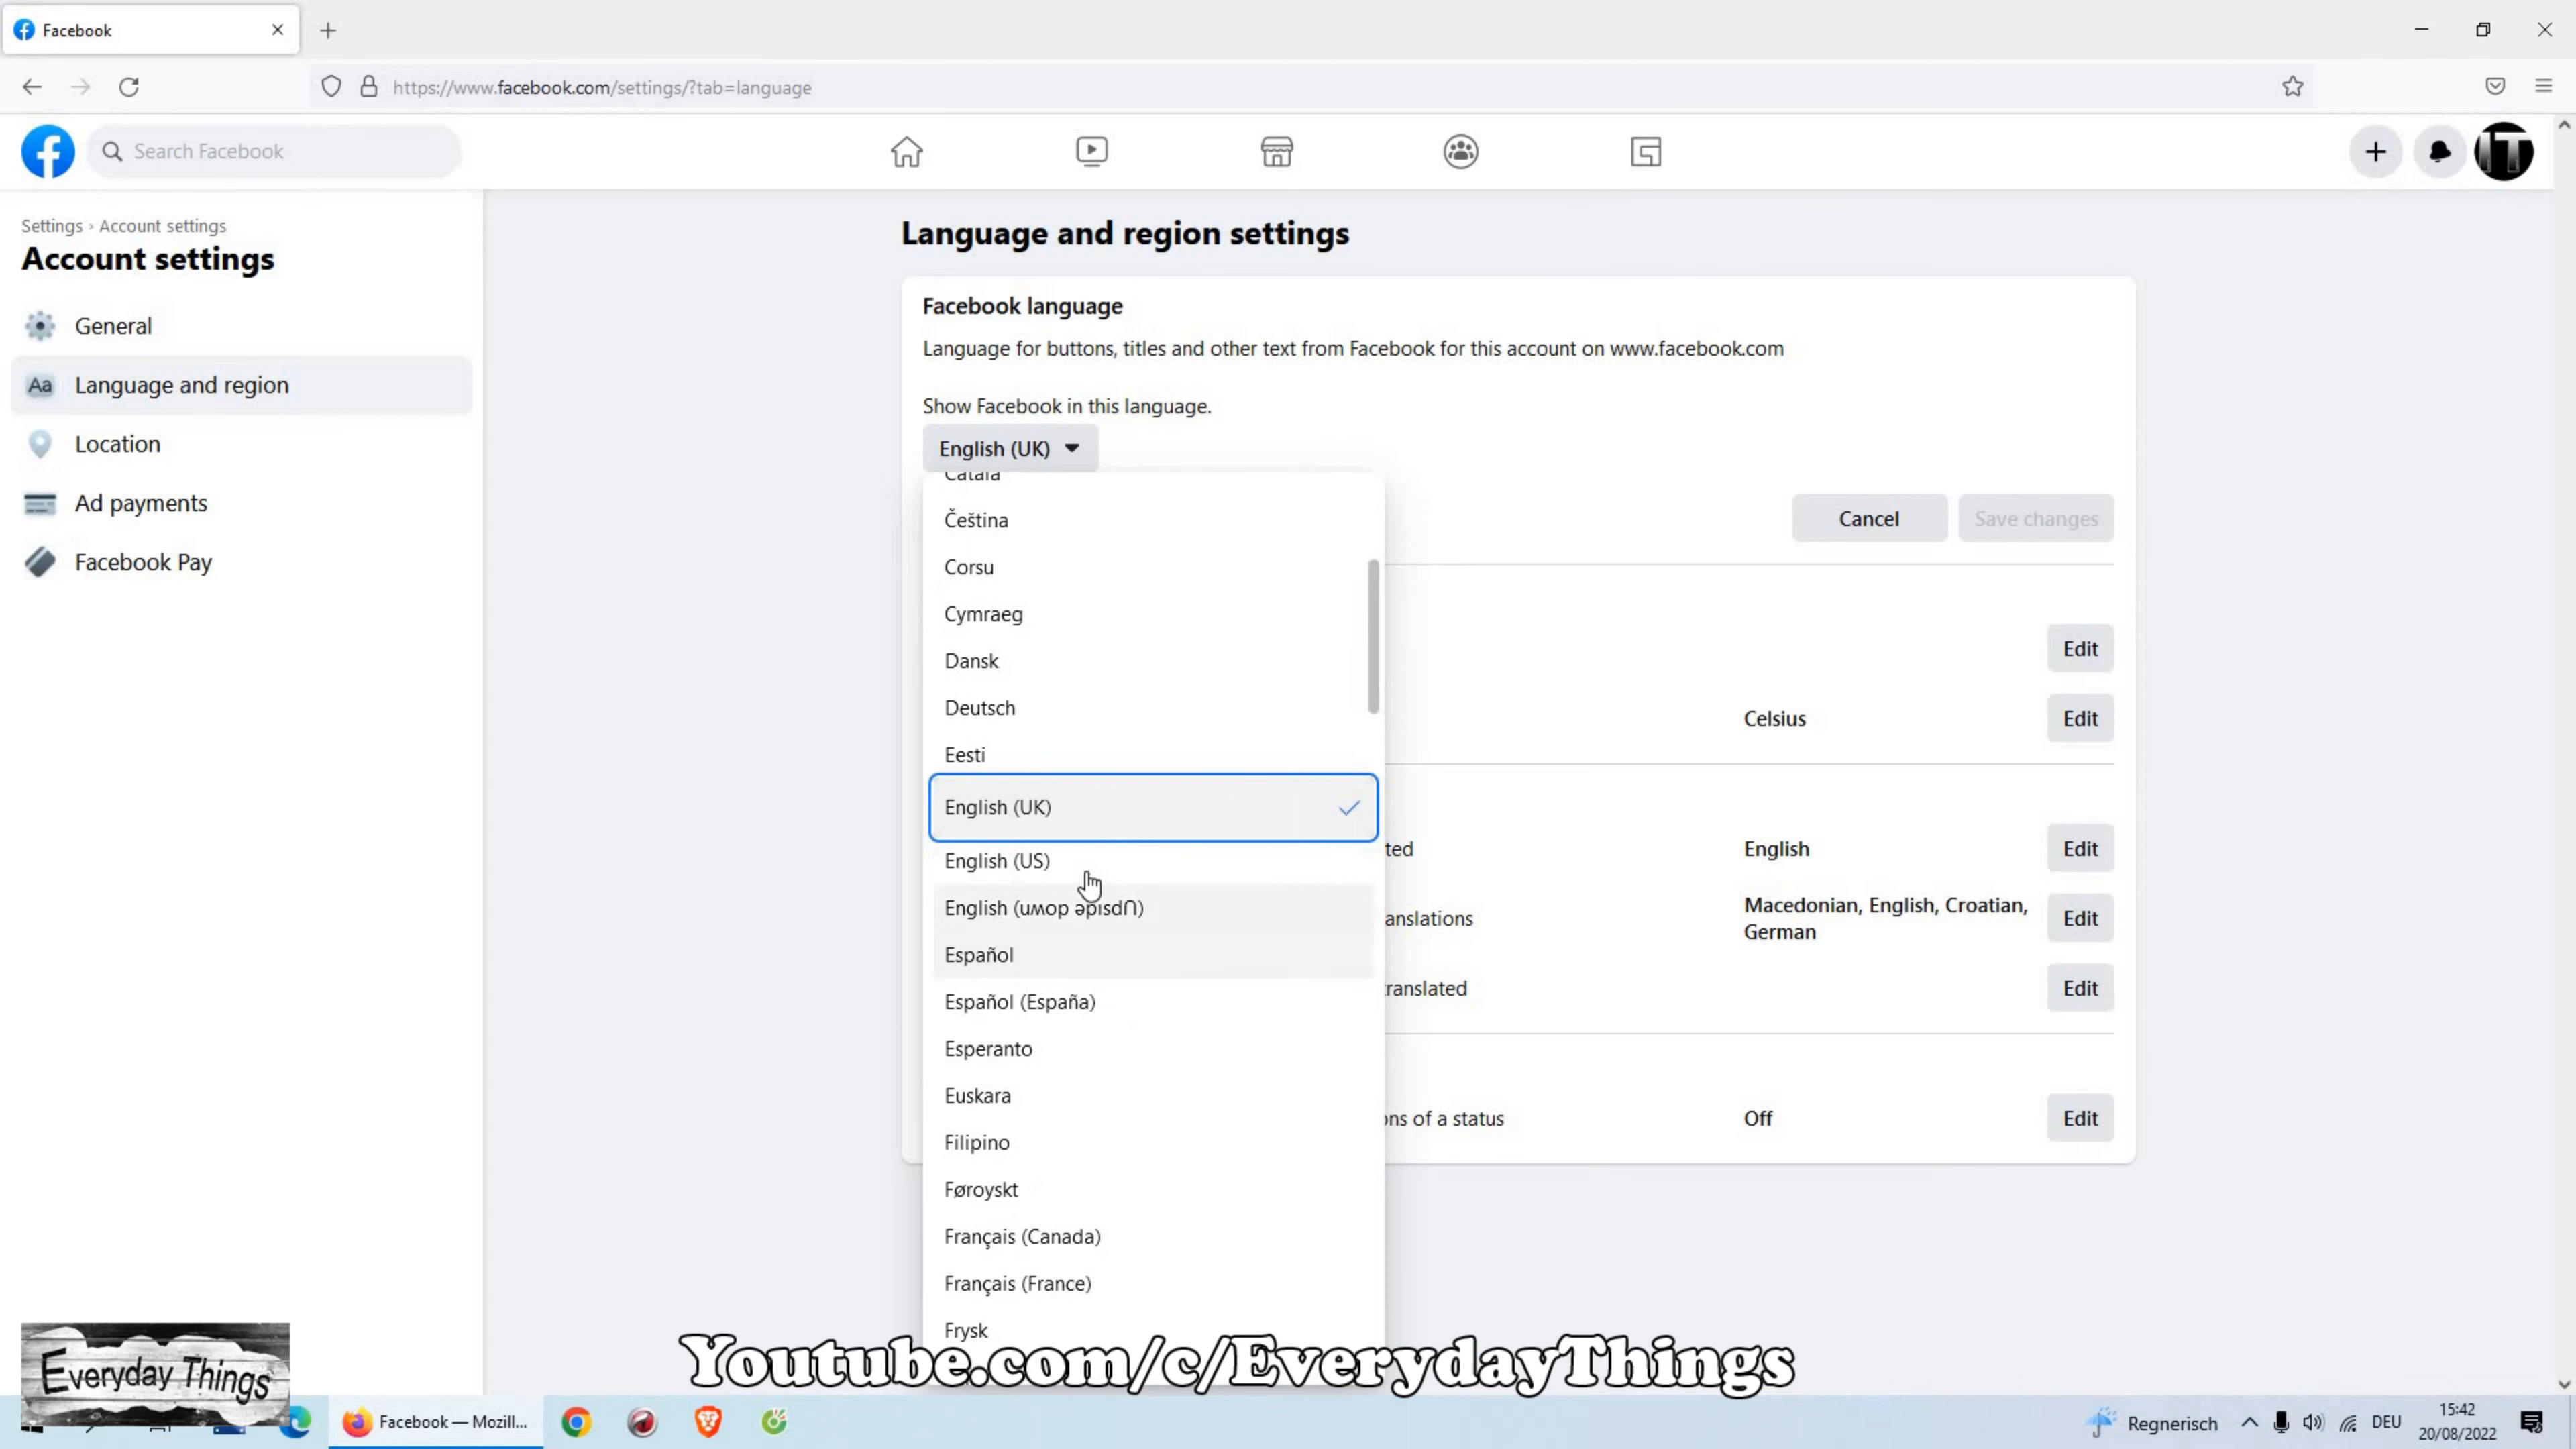 Facebook
https://www.facebook.com/settings/?tab=language
Search Facebook
Settings › Account settings
Account settings
General
Aa Language and region
Location
Ad payments
Facebook Pay
Language and region settings
Facebook language
Language for buttons, titles and other text from Facebook for this account on www.facebook.com
Show Facebook in this language.
English (UK)
Català
Čeština
Corsu
Cymraeg
Dansk
Deutsch
Eesti
English (UK)
English (US)
English (uʍop ǝpısdՈ)
Español
Español (España)
Esperanto
Euskara
Filipino
Føroyskt
Français (Canada)
Français (France)
Frysk
Cancel
Save changes
Edit
Celsius Edit
ted English Edit
anslations Macedonian, English, Croatian, German Edit
translated Edit
ons of a status Off Edit
Everyday Things
Youtube.com/c/EverydayThings
Facebook — Mozill...
Regnerisch
DEU
15:42
20/08/2022